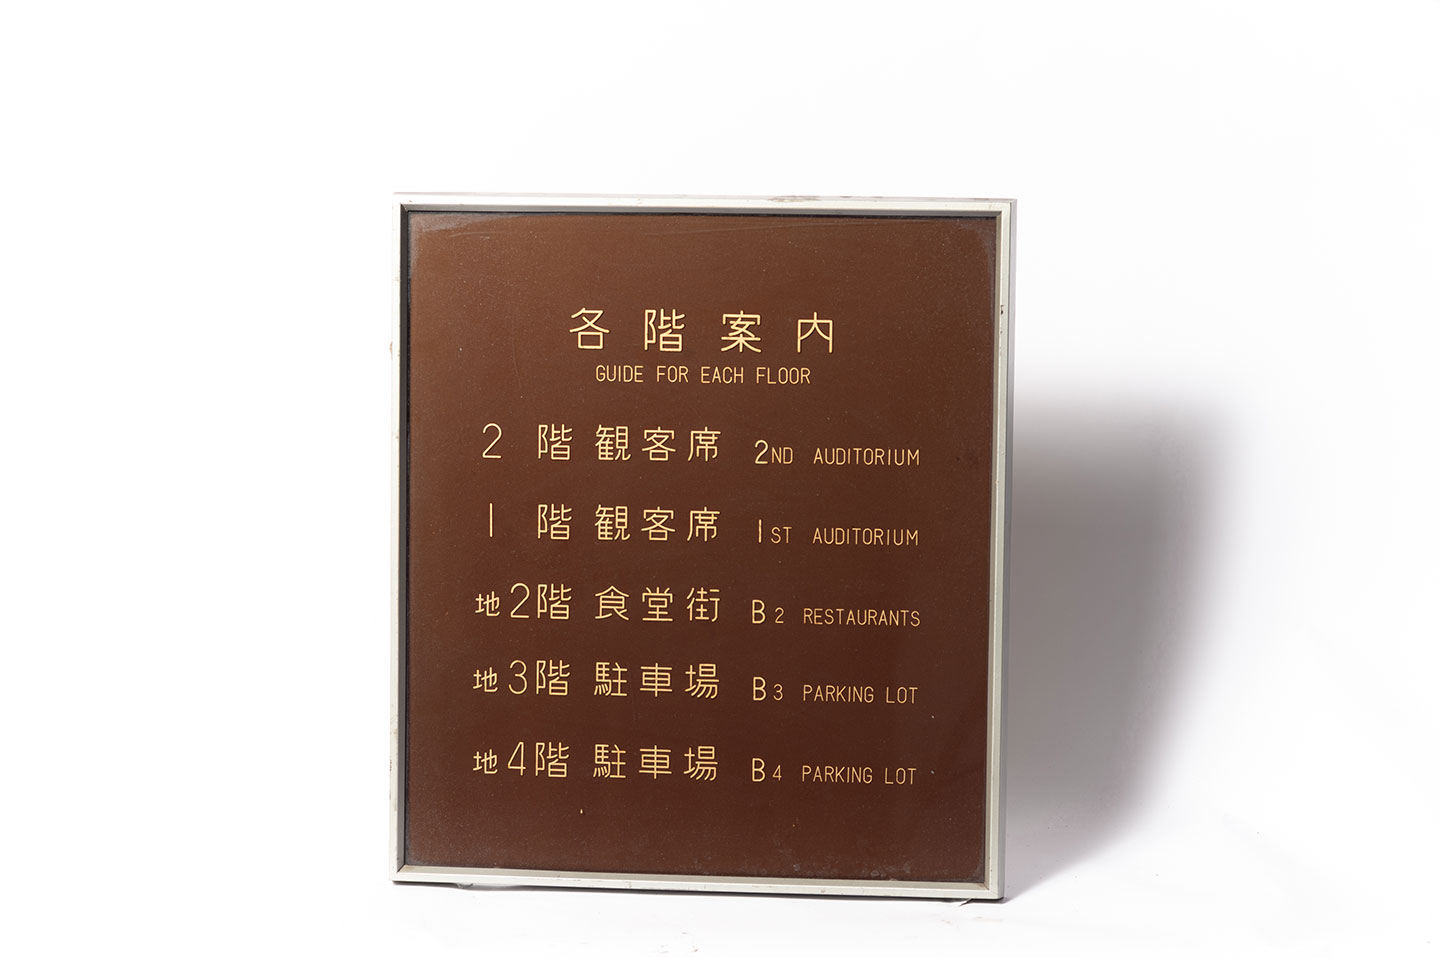 各階案内
GUIDE FOR EACH FLOOR
2 階 観客席 2ND AUDITORIUM
1 階 観客席 1ST AUDITORIUM
地2階 食堂街 B2 RESTAURANTS
地3階 駐車場 B3 PARKING LOT
地4階 駐車場 B4 PARKING LOT